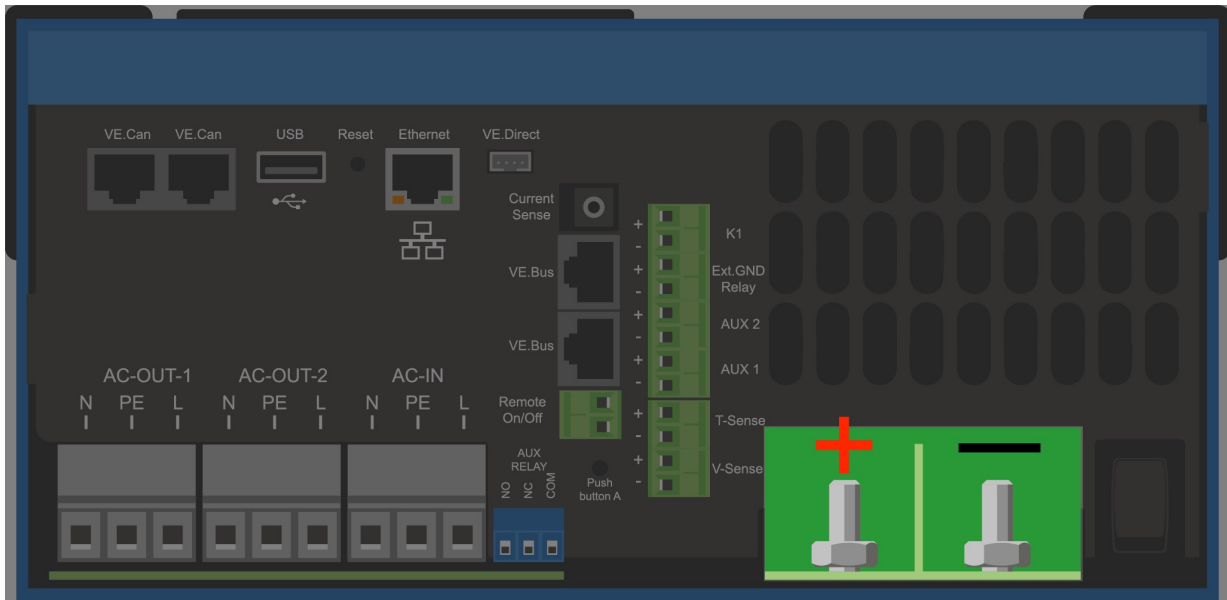 VE.Can VE.Can USB Reset Ethernet VE.Direct
Current
Sense
VE.Bus
VE.Bus
Remote
On/Off
+
-
K1
+
-
Ext.GND
Relay
+
-
AUX 2
+
-
AUX 1
+
-
T-Sense
+
-
V-Sense
AC-OUT-1 AC-OUT-2 AC-IN
N PE L N PE L N PE L
AUX
RELAY
NO NC COM
Push
button A
+ −